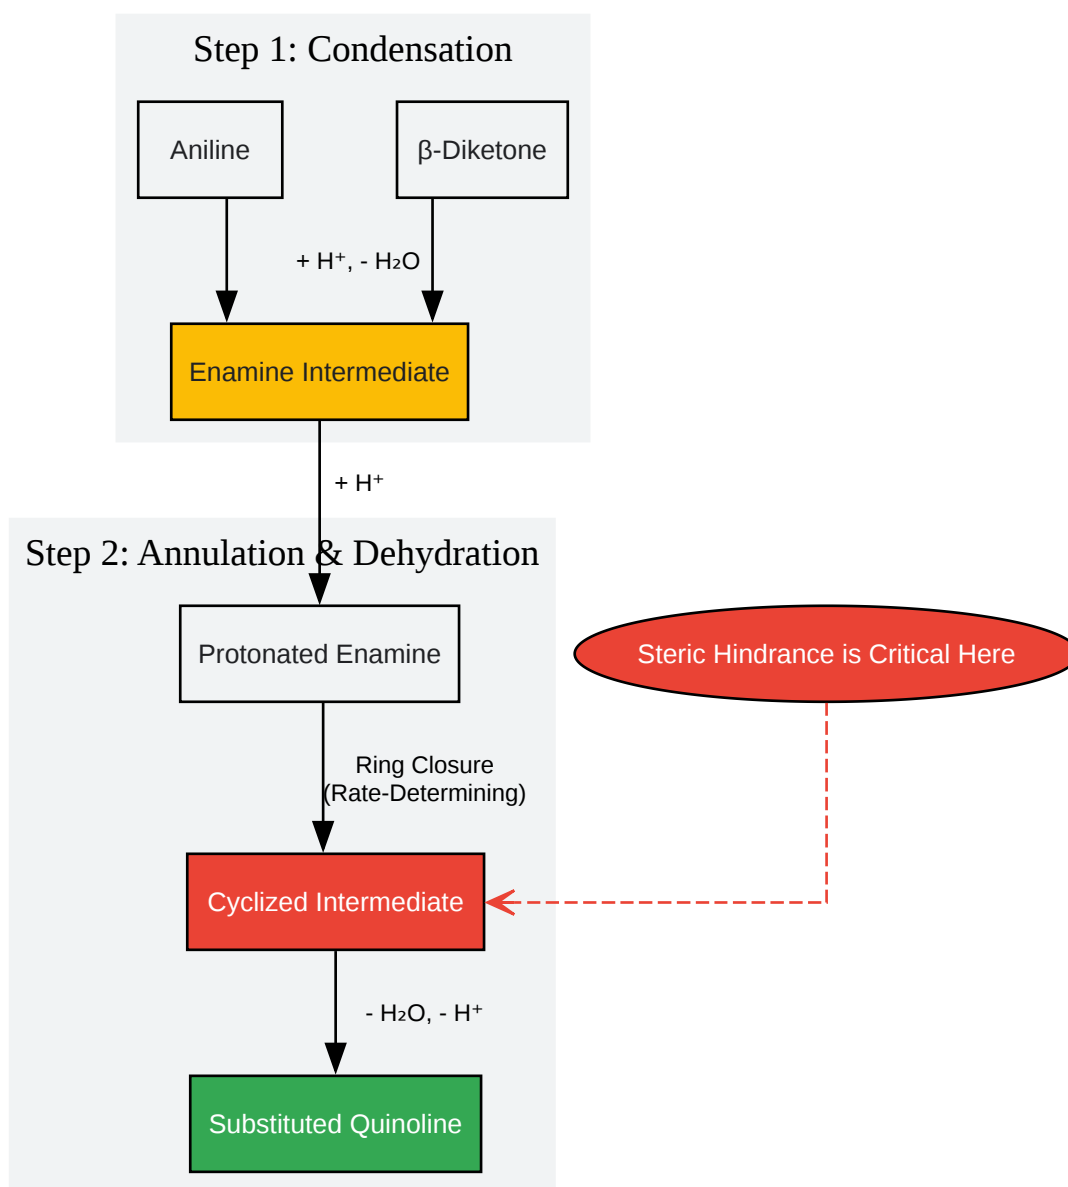 Step 1: Condensation
Aniline
β-Diketone
+ H⁺, - H₂O
Enamine Intermediate
+ H⁺
Step 2: Annulation & Dehydration
Protonated Enamine
Steric Hindrance is Critical Here
Ring Closure
(Rate-Determining)
Cyclized Intermediate
- H₂O, - H⁺
Substituted Quinoline